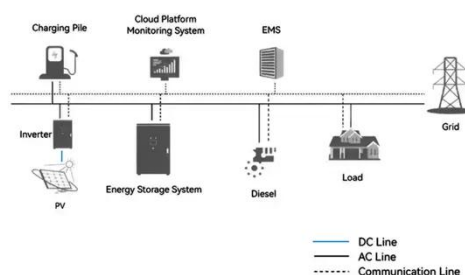 Charging Pile
Cloud Platform
Monitoring System
EMS
Grid
Inverter
PV
Energy Storage System
Diesel
Load
DC Line
AC Line
Communication Line